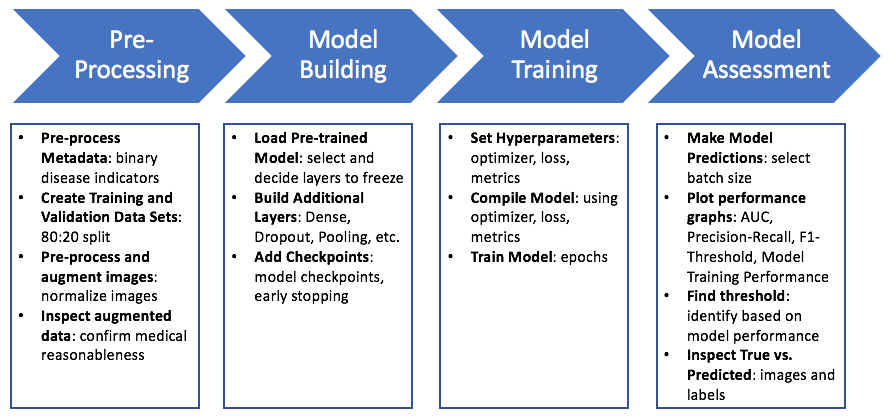 Pre-
Processing
Model
Building
Model
Training
Model
Assessment
• Pre-process
Metadata: binary
disease indicators
• Create Training and
Validation Data Sets:
80:20 split
• Pre-process and
augment images:
normalize images
• Inspect augmented
data: confirm medical
reasonableness
• Load Pre-trained
Model: select and
decide layers to freeze
• Build Additional
Layers: Dense,
Dropout, Pooling, etc.
• Add Checkpoints:
model checkpoints,
early stopping
• Set Hyperparameters:
optimizer, loss,
metrics
• Compile Model: using
optimizer, loss,
metrics
• Train Model: epochs
• Make Model
Predictions: select
batch size
• Plot performance
graphs: AUC,
Precision-Recall, F1-
Threshold, Model
Training Performance
• Find threshold:
identify based on
model performance
• Inspect True vs.
Predicted: images and
labels